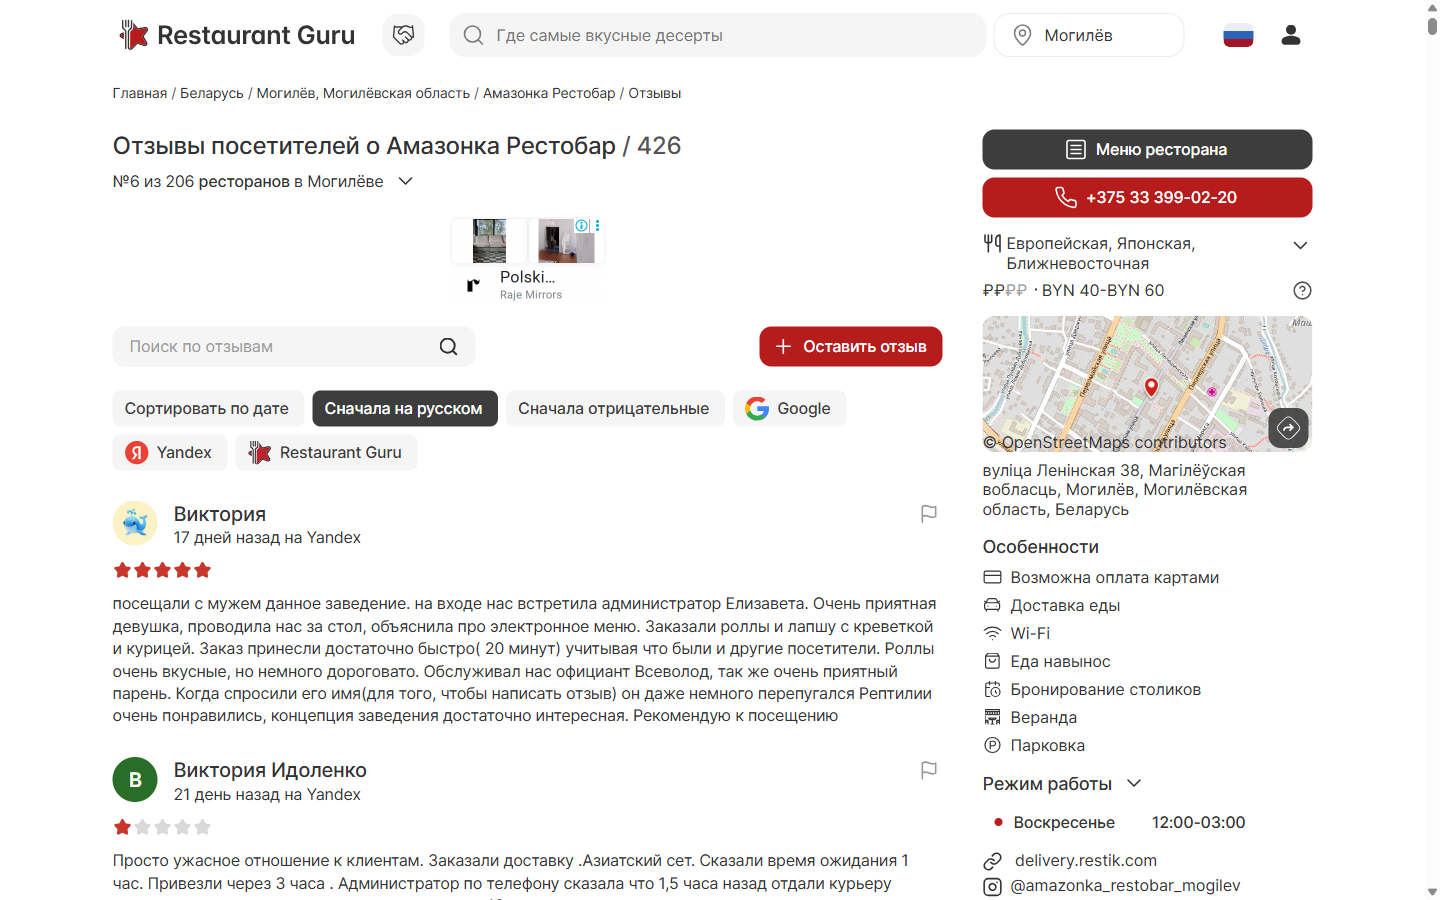 Restaurant Guru
Где самые вкусные десерты
Могилёв
Главная / Беларусь / Могилёв, Могилёвская область / Амазонка Рестобар / Отзывы
Отзывы посетителей о Амазонка Рестобар / 426
№6 из 206 ресторанов в Могилёве
Polski...
Raje Mirrors
Поиск по отзывам
Оставить отзыв
Сортировать по дате
Сначала на русском
Сначала отрицательные
Google
Yandex
Restaurant Guru
Виктория
17 дней назад на Yandex
посещали с мужем данное заведение. на входе нас встретила администратор Елизавета. Очень приятная
девушка, проводила нас за стол, объяснила про электронное меню. Заказали роллы и лапшу с креветкой
и курицей. Заказ принесли достаточно быстро( 20 минут) учитывая что были и другие посетители. Роллы
очень вкусные, но немного дороговато. Обслуживал нас официант Всеволод, так же очень приятный
парень. Когда спросили его имя(для того, чтобы написать отзыв) он даже немного перепугался Рептилии
очень понравились, концепция заведения достаточно интересная. Рекомендую к посещению
В
Виктория Идоленко
21 день назад на Yandex
Просто ужасное отношение к клиентам. Заказали доставку .Азиатский сет. Сказали время ожидания 1
час. Привезли через 3 часа . Администратор по телефону сказала что 1,5 часа назад отдали курьеру
Меню ресторана
+375 33 399-02-20
Европейская, Японская,
Ближневосточная
₽₽₽₽ · BYN 40-BYN 60
© OpenStreetMaps contributors
вуліца Ленінская 38, Магілёўская
вобласць, Могилёв, Могилёвская
область, Беларусь
Особенности
Возможна оплата картами
Доставка еды
Wi-Fi
Еда навынос
Бронирование столиков
Веранда
Парковка
Режим работы
Воскресенье 12:00-03:00
delivery.restik.com
@amazonka_restobar_mogilev